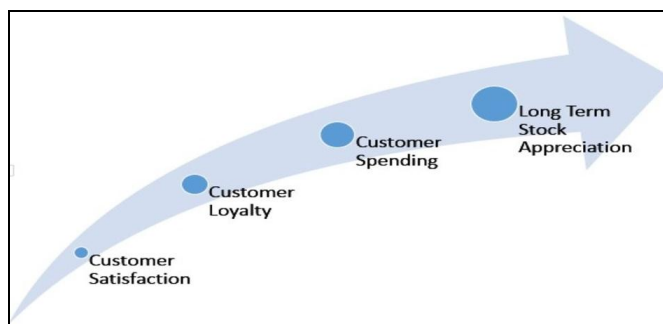 Customer
Satisfaction
Customer
Loyalty
Customer
Spending
Long Term
Stock
Appreciation